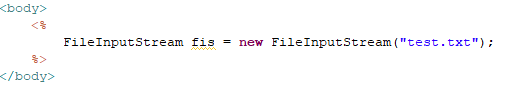 <body>
<%
FileInputStream fis = new FileInputStream("test.txt");
%>
</body>